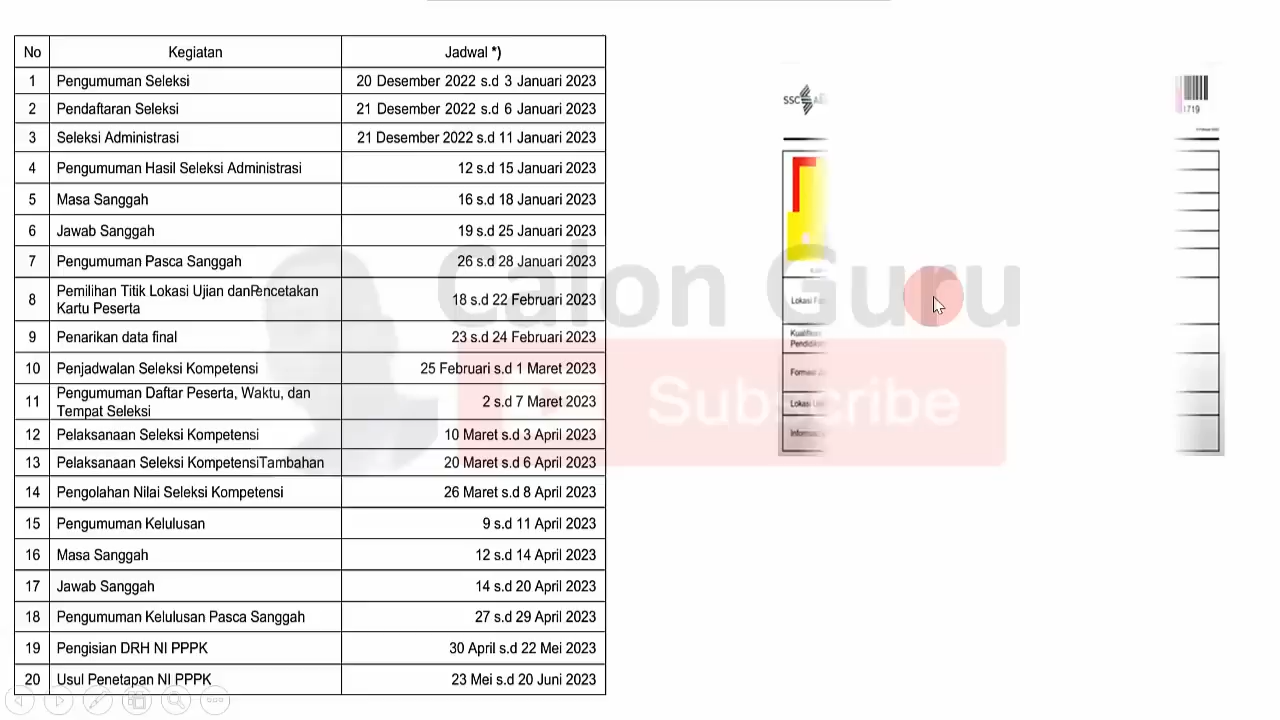 No Kegiatan Jadwal *)
1 Pengumuman Seleksi 20 Desember 2022 s.d 3 Januari 2023
2 Pendaftaran Seleksi 21 Desember 2022 s.d 6 Januari 2023
3 Seleksi Administrasi 21 Desember 2022 s.d 11 Januari 2023
4 Pengumuman Hasil Seleksi Administrasi 12 s.d 15 Januari 2023
5 Masa Sanggah 16 s.d 18 Januari 2023
6 Jawab Sanggah 19 s.d 25 Januari 2023
7 Pengumuman Pasca Sanggah 26 s.d 28 Januari 2023
8 Pemilihan Titik Lokasi Ujian dan Pencetakan
Kartu Peserta 18 s.d 22 Februari 2023
9 Penarikan data final 23 s.d 24 Februari 2023
10 Penjadwalan Seleksi Kompetensi 25 Februari s.d 1 Maret 2023
11 Pengumuman Daftar Peserta, Waktu, dan
Tempat Seleksi 2 s.d 7 Maret 2023
12 Pelaksanaan Seleksi Kompetensi 10 Maret s.d 3 April 2023
13 Pelaksanaan Seleksi KompetensiTambahan 20 Maret s.d 6 April 2023
14 Pengolahan Nilai Seleksi Kompetensi 26 Maret s.d 8 April 2023
15 Pengumuman Kelulusan 9 s.d 11 April 2023
16 Masa Sanggah 12 s.d 14 April 2023
17 Jawab Sanggah 14 s.d 20 April 2023
18 Pengumuman Kelulusan Pasca Sanggah 27 s.d 29 April 2023
19 Pengisian DRH NI PPPK 30 April s.d 22 Mei 2023
20 Usul Penetapan NI PPPK 23 Mei s.d 20 Juni 2023
Calon Guru
Subscribe
SSC
1719
Lokasi
Kualifikasi
Pendidikan
Formasi
Lokasi